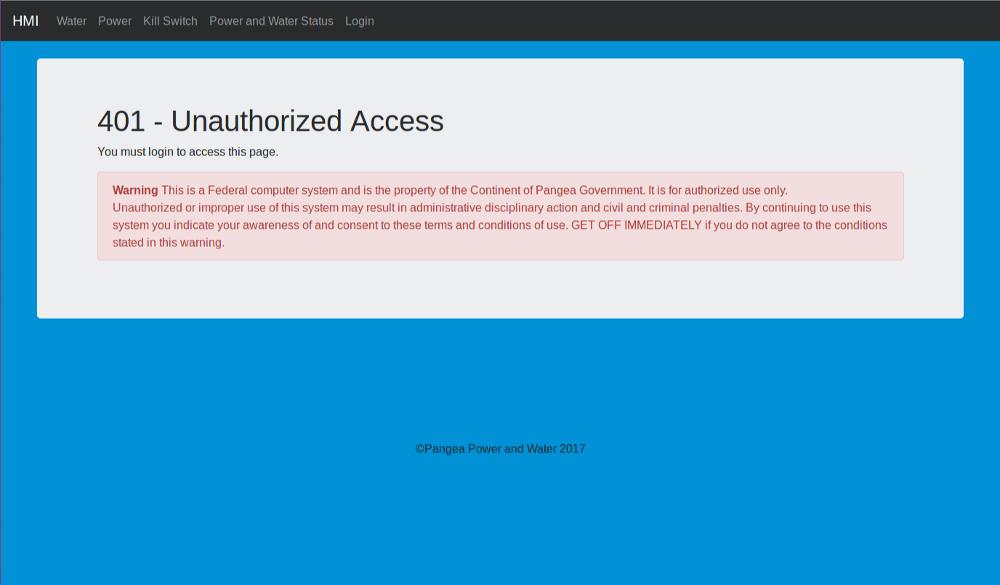 HMI Water Power Kill Switch Power and Water Status Login
401 - Unauthorized Access
You must login to access this page.
Warning This is a Federal computer system and is the property of the Continent of Pangea Government. It is for authorized use only.
Unauthorized or improper use of this system may result in administrative disciplinary action and civil and criminal penalties. By continuing to use this
system you indicate your awareness of and consent to these terms and conditions of use. GET OFF IMMEDIATELY if you do not agree to the conditions
stated in this warning.
©Pangea Power and Water 2017